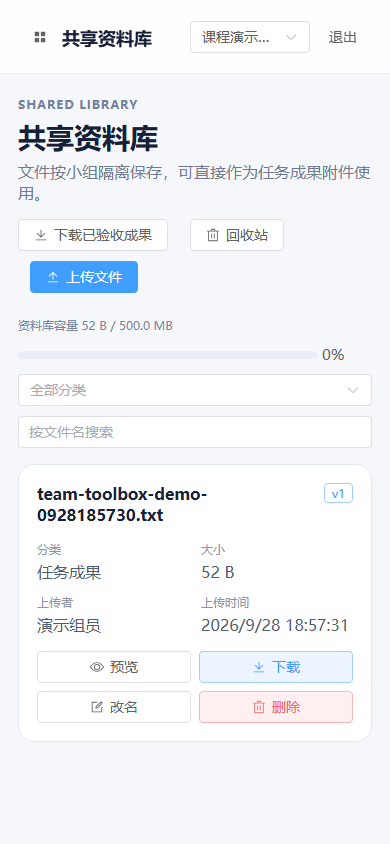 共享资料库
课程演示...
退出
SHARED LIBRARY
共享资料库
文件按小组隔离保存，可直接作为任务成果附件使
用。
下载已验收成果
回收站
上传文件
资料库容量 52 B / 500.0 MB
0%
全部分类
按文件名搜索
team-toolbox-demo-
0928185730.txt
v1
分类
大小
任务成果
52 B
上传者
上传时间
演示组员
2026/9/28 18:57:31
预览
下载
改名
删除